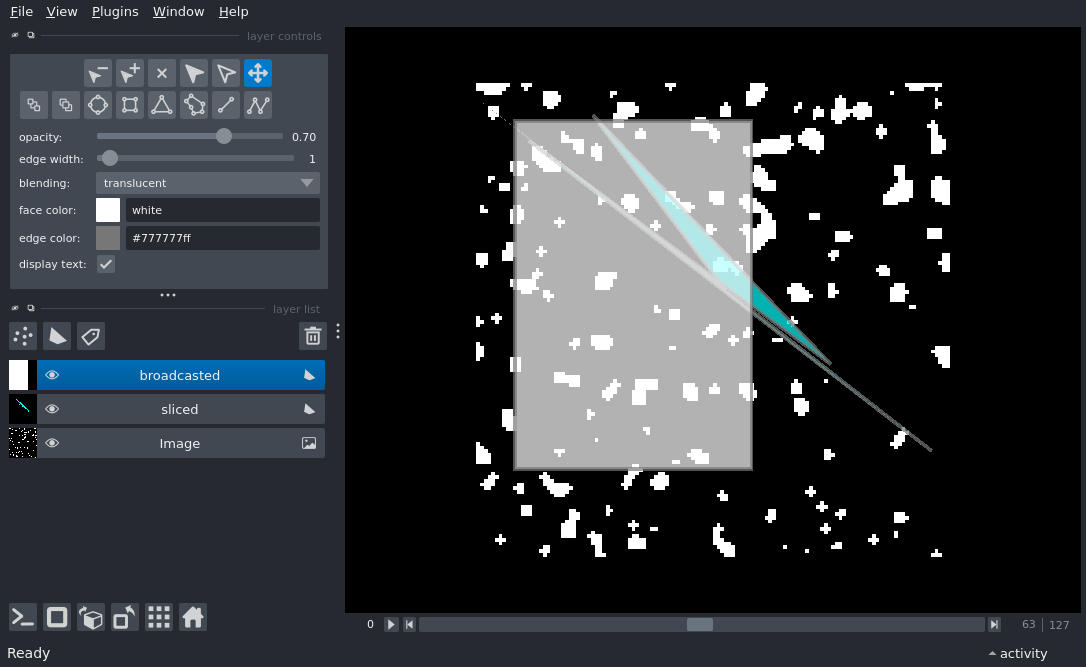 File View Plugins Window Help
layer controls
opacity: 0.70
edge width: 1
blending: translucent
face color: white
edge color: #777777ff
display text:
layer list
broadcasted
sliced
Image
0 63 127
Ready activity